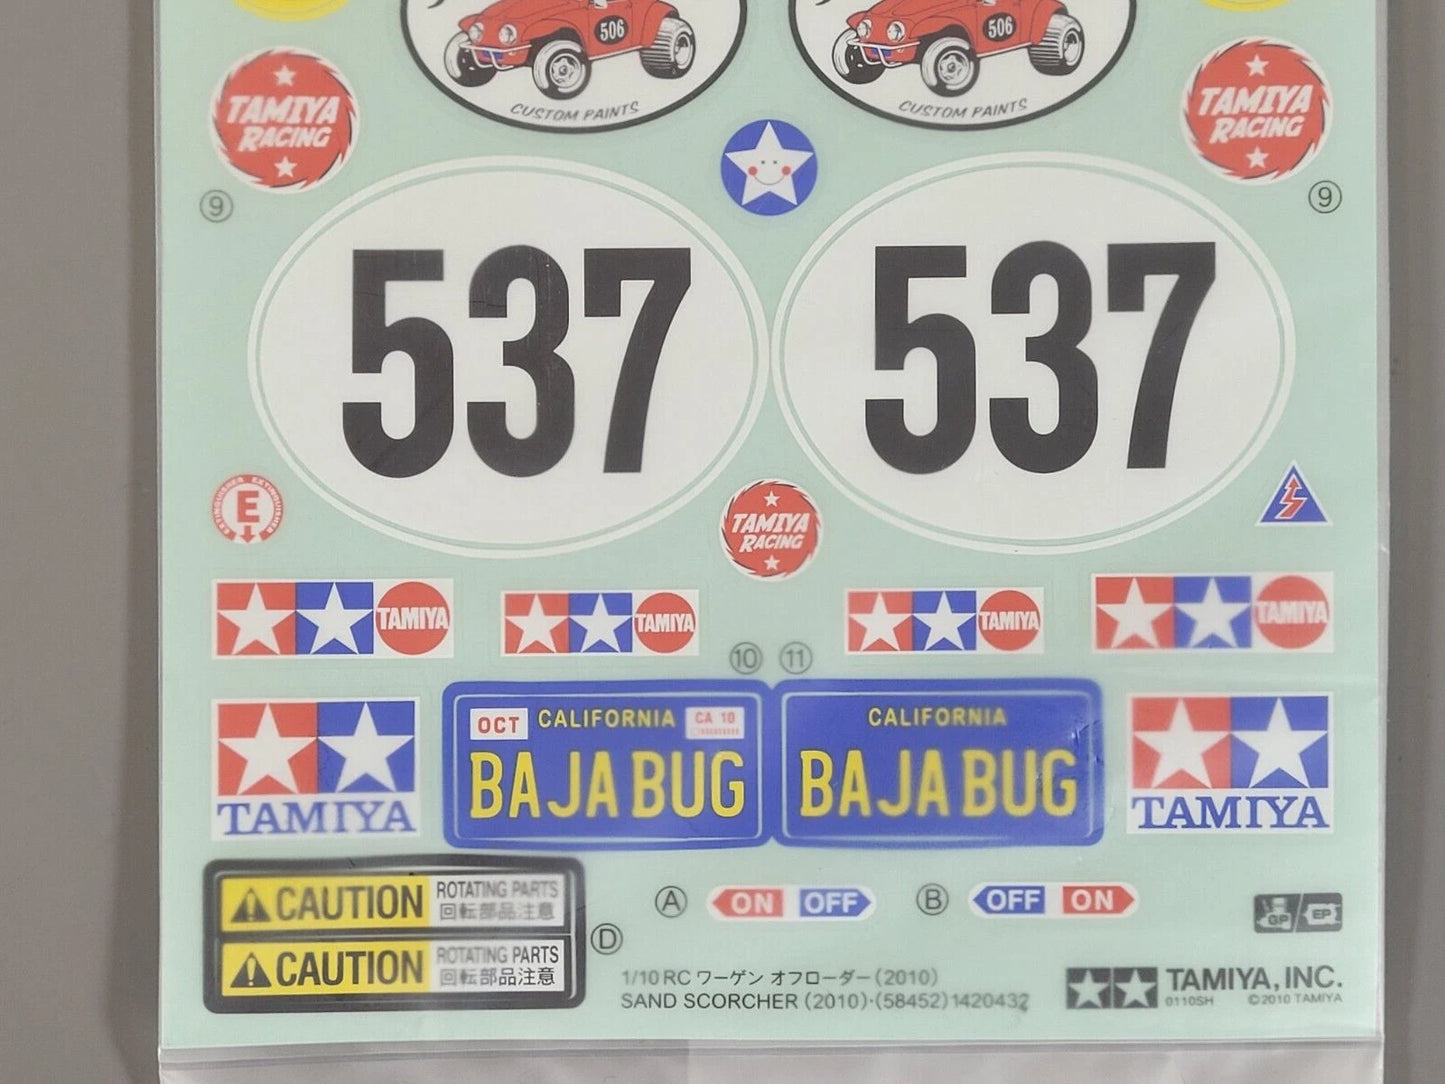 506
506
CUSTOM PAINTS
CUSTOM PAINTS
TAMIYA
RACING
TAMIYA
RACING
9
9
537
537
E
EXTINGUISHER EXTINGUISHER
TAMIYA
RACING
TAMIYA
TAMIYA
TAMIYA
TAMIYA
10
11
OCT CALIFORNIA CA 10
BAJA BUG
CALIFORNIA
BAJA BUG
TAMIYA
TAMIYA
CAUTION ROTATING PARTS
回転部品注意
CAUTION ROTATING PARTS
回転部品注意
A ON OFF
B OFF ON
GP/EP
D
1/10 RC ワーゲン オフローダー(2010)
SAND SCORCHER (2010)・(58452) 1420432
TAMIYA, INC.
0110SH ©2010 TAMIYA